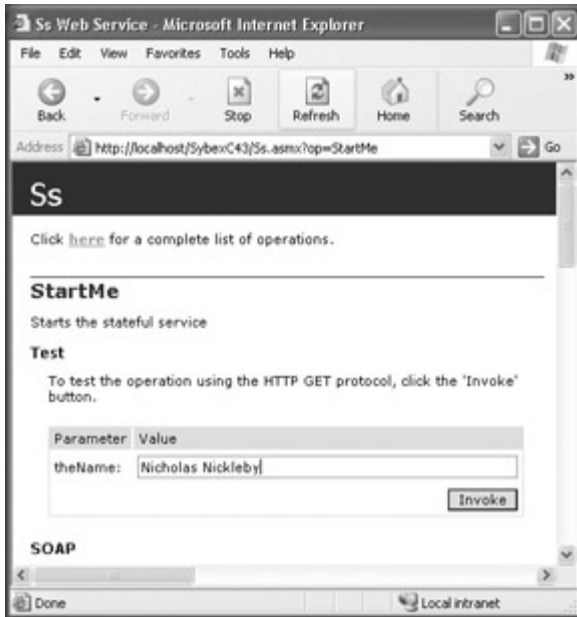 Ss Web Service - Microsoft Internet Explorer
File Edit View Favorites Tools Help
Back Forward Stop Refresh Home Search »
Address http://localhost/SybexC43/Ss.asmx?op=StartMe Go
Ss
Click here for a complete list of operations.
StartMe
Starts the stateful service
Test
To test the operation using the HTTP GET protocol, click the 'Invoke'
button.
Parameter Value
theName: Nicholas Nickleby
Invoke
SOAP
Done Local intranet